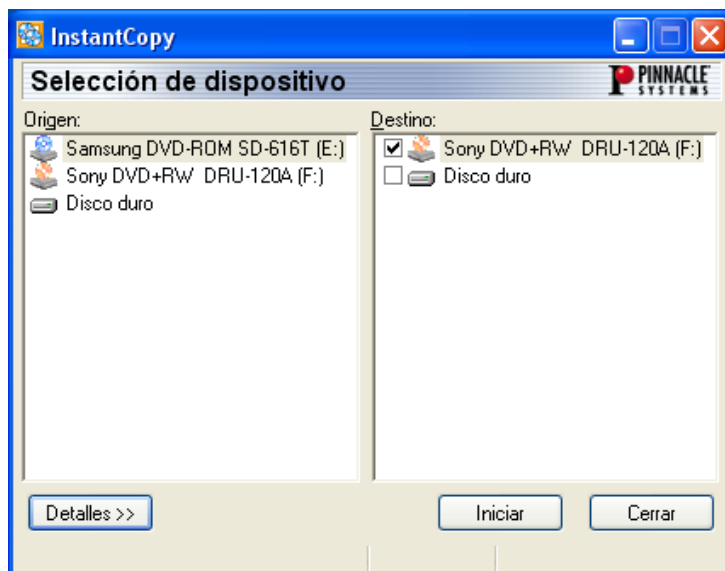 InstantCopy
Selección de dispositivo
PINNACLE
SYSTEMS
Origen:
Samsung DVD-ROM SD-616T (E:)
Sony DVD+RW DRU-120A (F:)
Disco duro
Destino:
Sony DVD+RW DRU-120A (F:)
Disco duro
Detalles >>
Iniciar
Cerrar